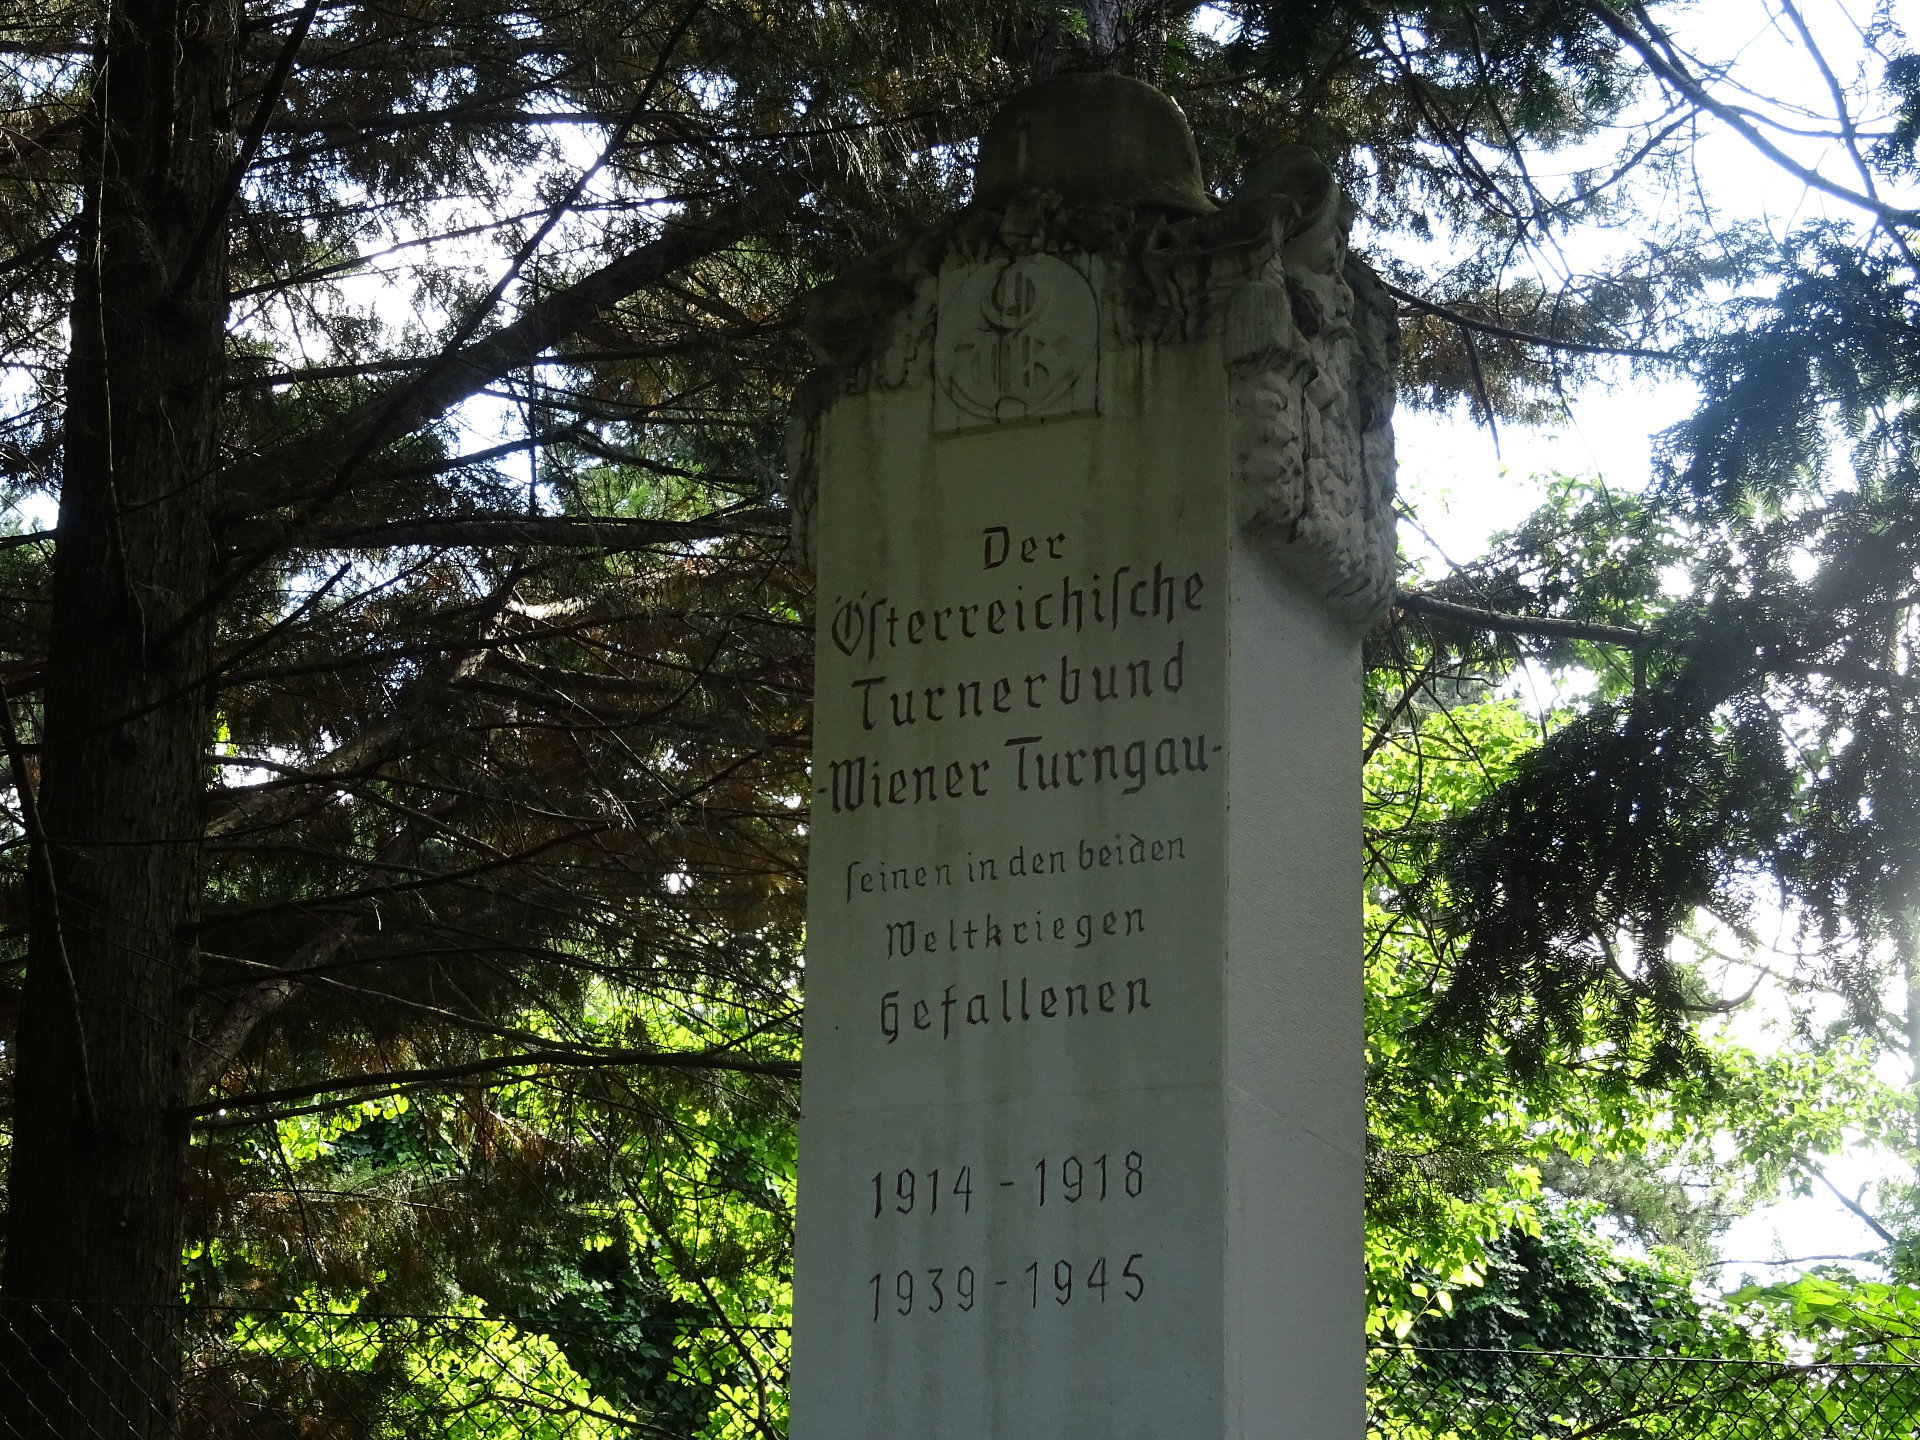 Der
Öſterreichiſche
Turnerbund
-Wiener Turngau-
ſeinen in den beiden
Weltkriegen
Gefallenen
1914 - 1918
1939 - 1945